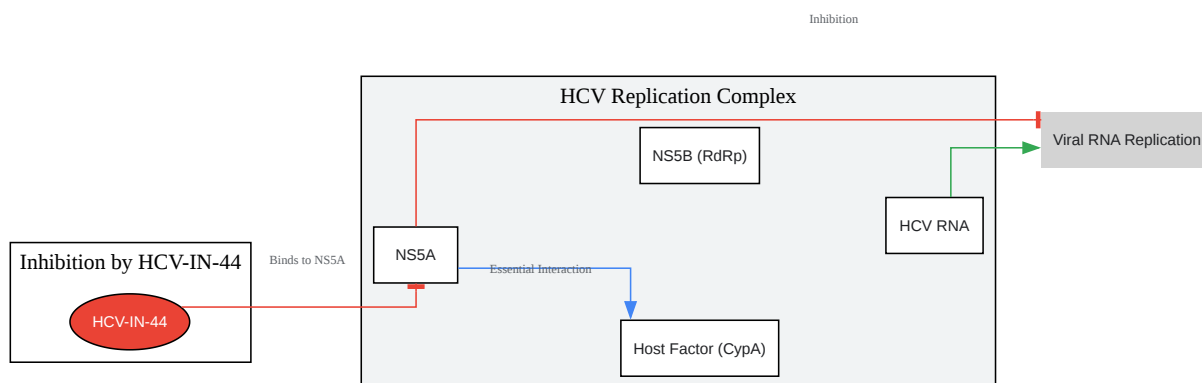 Inhibition
HCV Replication Complex
Viral RNA Replication
NS5B (RdRp)
HCV RNA
NS5A
Inhibition by HCV-IN-44
Binds to NS5A
Essential Interaction
HCV-IN-44
Host Factor (CypA)